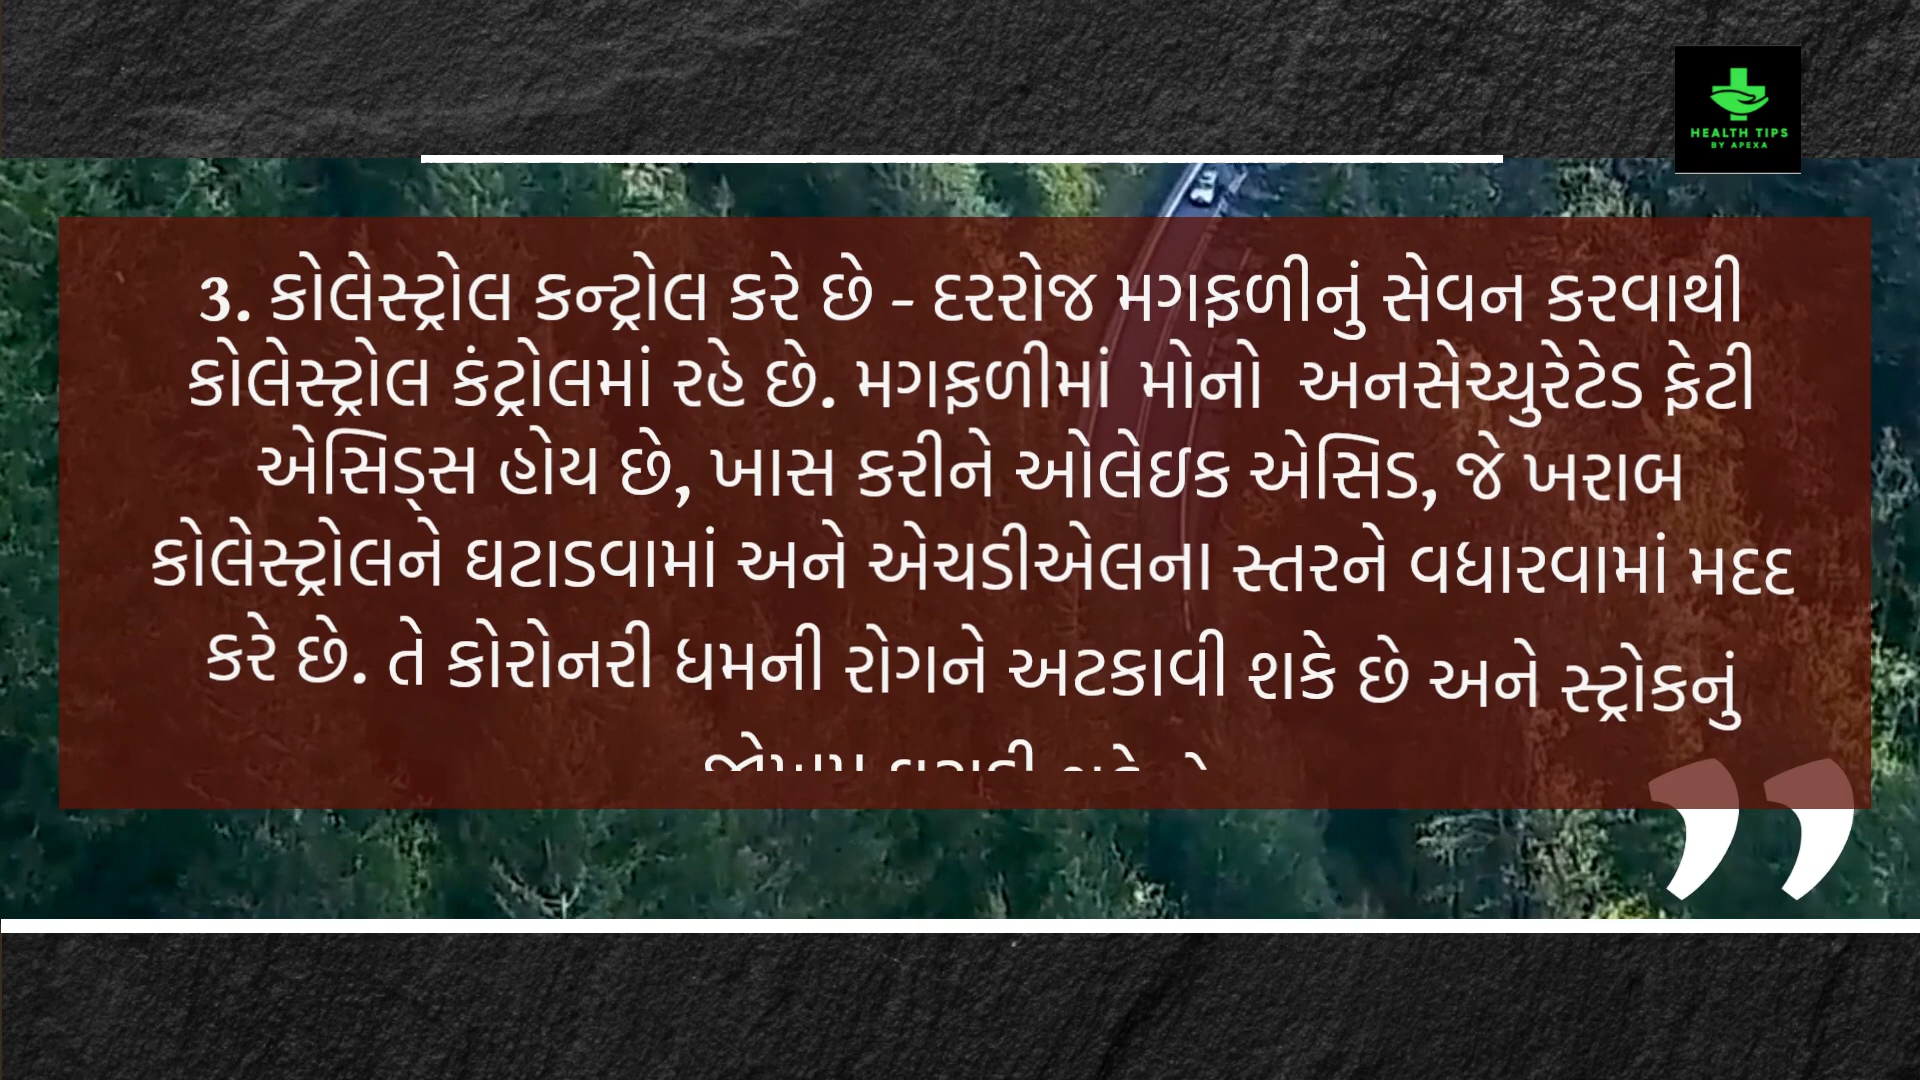 HEALTH TIPS
BY APEXA
3. કોલેસ્ટ્રોલ કન્ટ્રોલ કરે છે - દરરોજ મગફળીનું સેવન કરવાથી
કોલેસ્ટ્રોલ કંટ્રોલમાં રહે છે. મગફળીમાં મોનો અનસેચ્યુરેટેડ ફેટી
એસિડ્સ હોય છે, ખાસ કરીને ઓલેઇક એસિડ, જે ખરાબ
કોલેસ્ટ્રોલને ઘટાડવામાં અને એચડીએલના સ્તરને વધારવામાં મદદ
કરે છે. તે કોરોનરી ધમની રોગને અટકાવી શકે છે અને સ્ટ્રોકનું